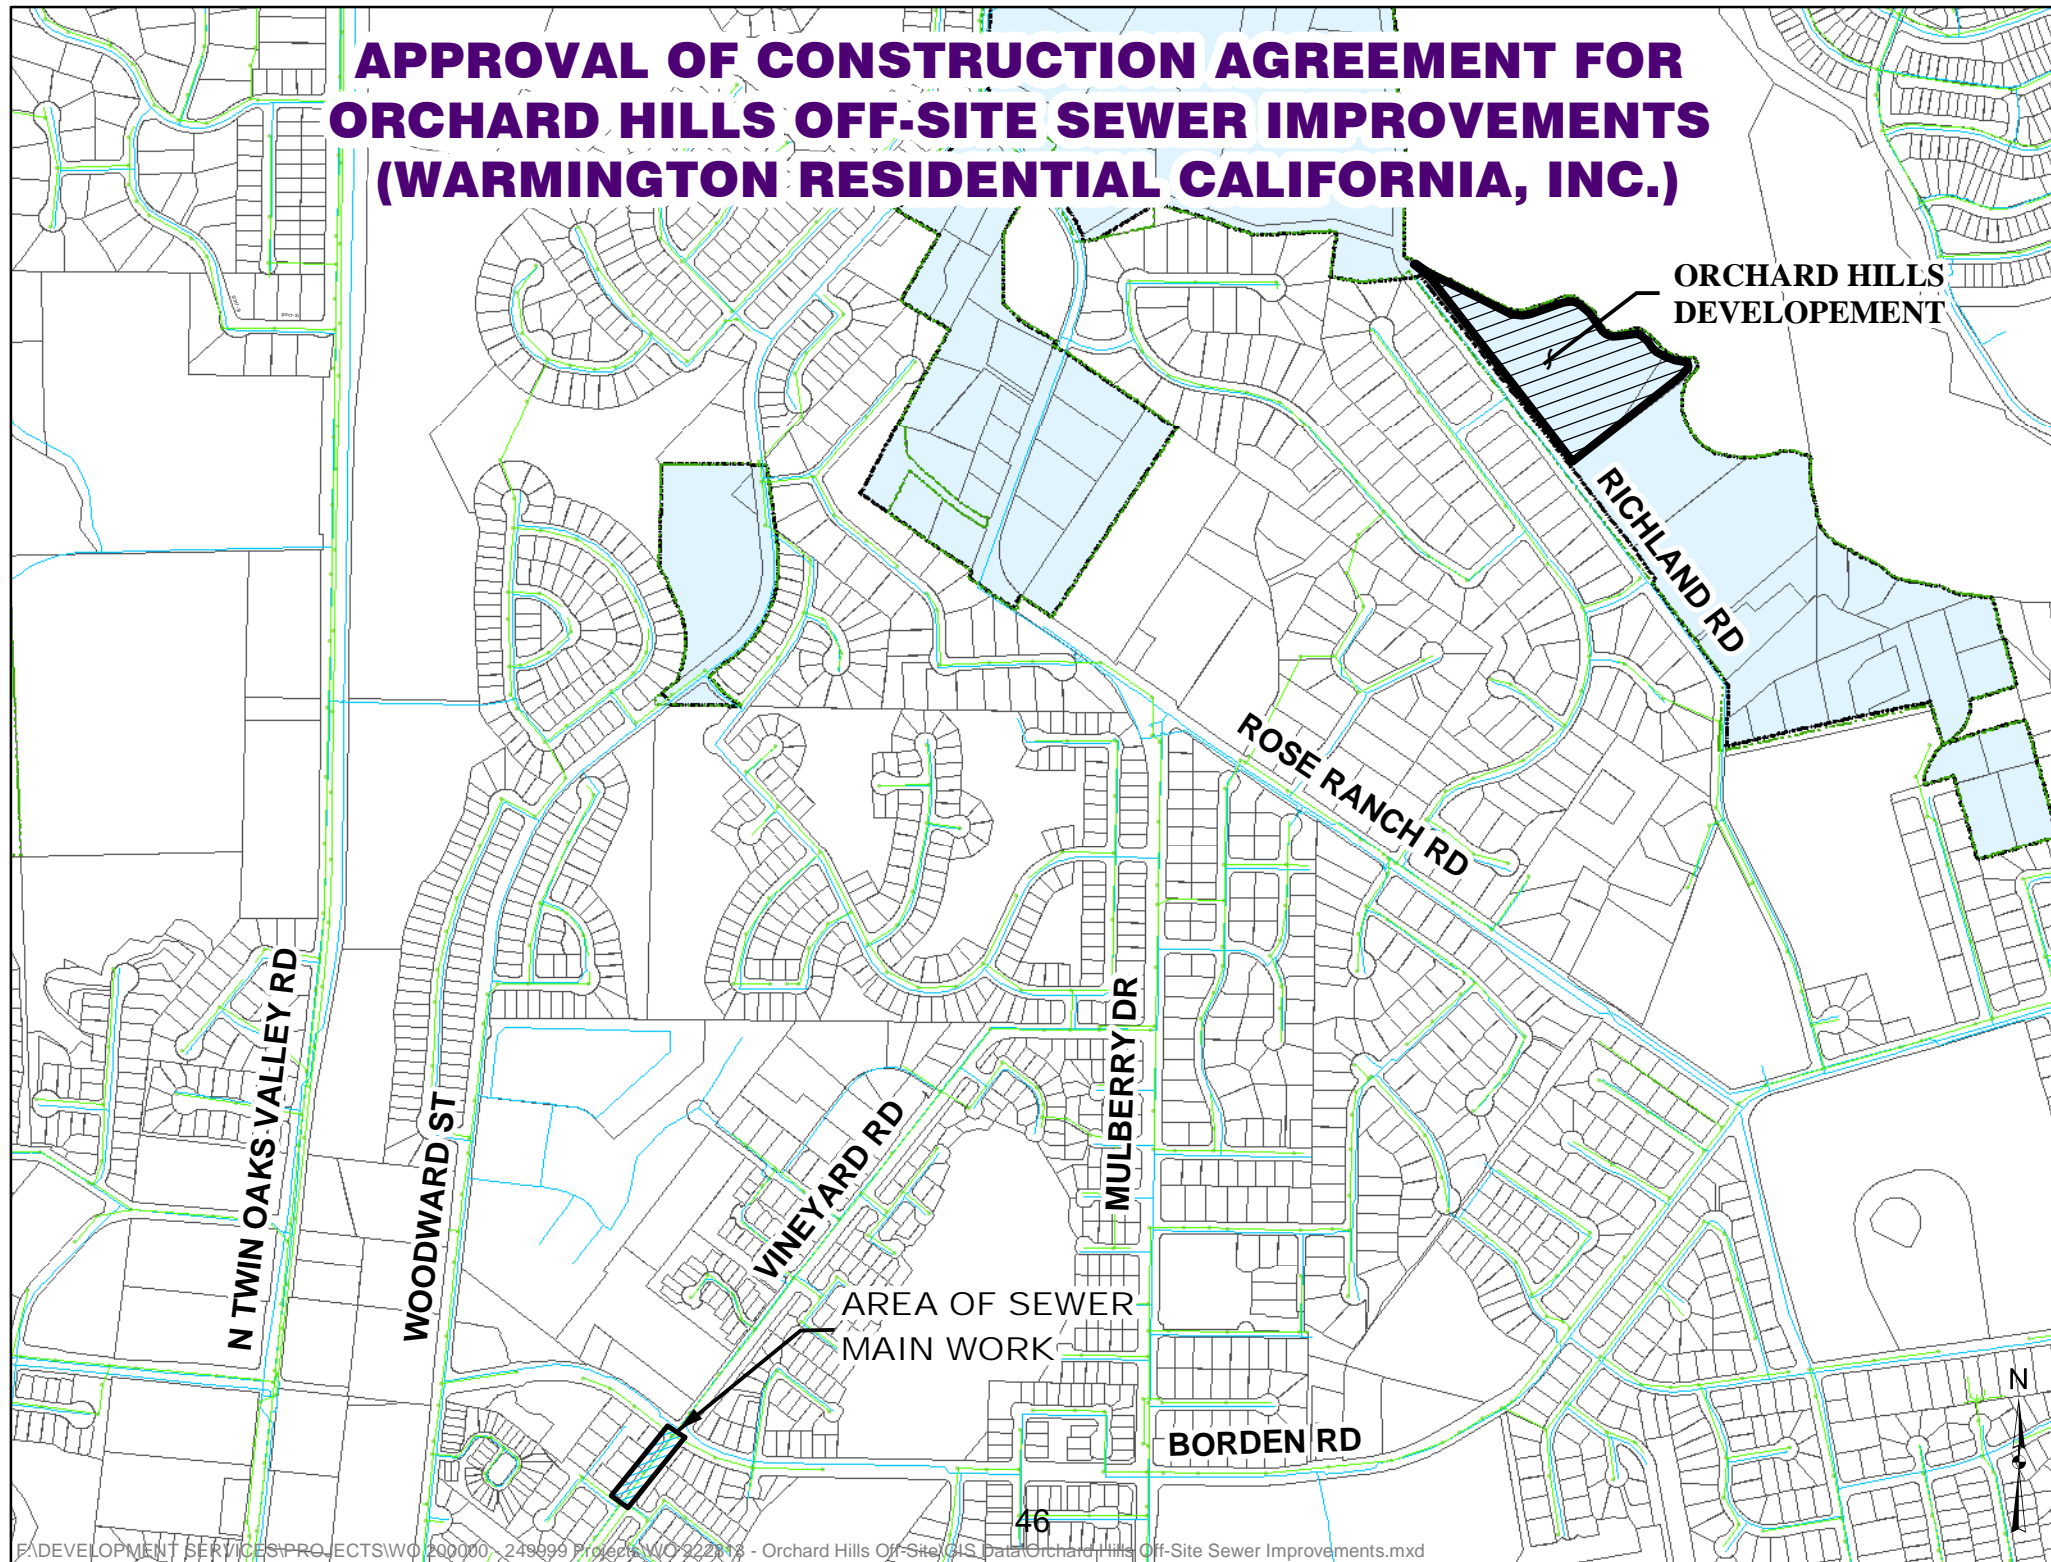 APPROVAL OF CONSTRUCTION AGREEMENT FOR
ORCHARD HILLS OFF-SITE SEWER IMPROVEMENTS
(WARMINGTON RESIDENTIAL CALIFORNIA, INC.)
ORCHARD HILLS
DEVELOPEMENT
RICHLAND RD
ROSE RANCH RD
N TWIN OAKS VALLEY RD
WOODWARD ST
VINEYARD RD
MULBERRY DR
AREA OF SEWER
MAIN WORK
BORDEN RD
N
46
F:\DEVELOPMENT SERVICES\PROJECTS\WO 200000 - 249999 Projects\WO 222813 - Orchard Hills Off-Site\GIS Data\Orchard Hills Off-Site Sewer Improvements.mxd